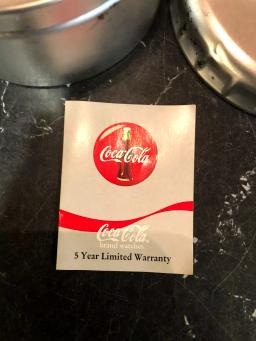 Coca-Cola
Coca-Cola
brand watches
5 Year Limited Warranty